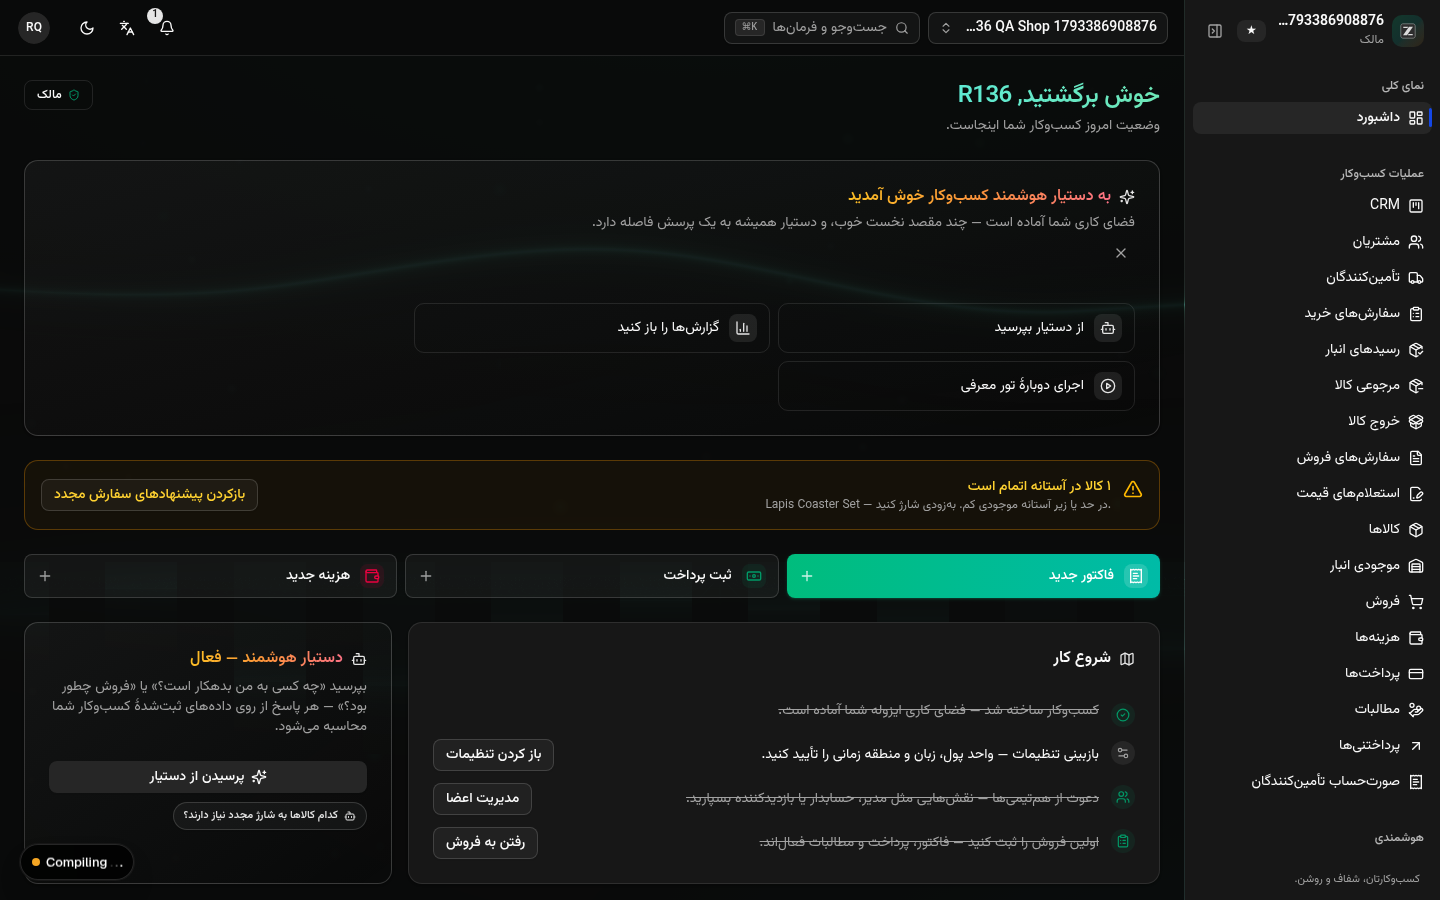 793386908876...
مالک
★
نمای کلی
داشبورد
عملیات کسب‌وکار
CRM
مشتریان
تأمین‌کنندگان
سفارش‌های خرید
رسیدهای انبار
مرجوعی کالا
خروج کالا
سفارش‌های فروش
استعلام‌های قیمت
کالاها
موجودی انبار
فروش
هزینه‌ها
پرداخت‌ها
مطالبات
پرداختنی‌ها
صورت‌حساب تأمین‌کنندگان
هوشمندی
کسب‌وکارتان، شفاف و روشن.
...36 QA Shop 1793386908876
جست‌وجو و فرمان‌ها
⌘K
1
RQ
خوش برگشتید, R136
وضعیت امروز کسب‌وکار شما اینجاست.
مالک
به دستیار هوشمند کسب‌وکار خوش آمدید
فضای کاری شما آماده است — چند مقصد نخست خوب، و دستیار همیشه به یک پرسش فاصله دارد.
از دستیار بپرسید
گزارش‌ها را باز کنید
اجرای دوبارهٔ تور معرفی
۱ کالا در آستانه اتمام است
Lapis Coaster Set — در حد یا زیر آستانه موجودی کم. به‌زودی شارژ کنید.
بازکردن پیشنهادهای سفارش مجدد
فاکتور جدید
ثبت پرداخت
هزینه جدید
شروع کار
کسب‌وکار ساخته شد — فضای کاری ایزوله شما آماده است.
بازبینی تنظیمات — واحد پول، زبان و منطقه زمانی را تأیید کنید.
باز کردن تنظیمات
دعوت از هم‌تیمی‌ها — نقش‌هایی مثل مدیر، حسابدار یا بازدیدکننده بسپارید.
مدیریت اعضا
اولین فروش را ثبت کنید — فاکتور، پرداخت و مطالبات فعال‌اند.
رفتن به فروش
دستیار هوشمند — فعال
بپرسید «چه کسی به من بدهکار است؟» یا «فروش چطور
بود؟» — هر پاسخ از روی داده‌های ثبت‌شدهٔ کسب‌وکار شما
محاسبه می‌شود.
پرسیدن از دستیار
کدام کالاها به شارژ مجدد نیاز دارند؟
Compiling ...